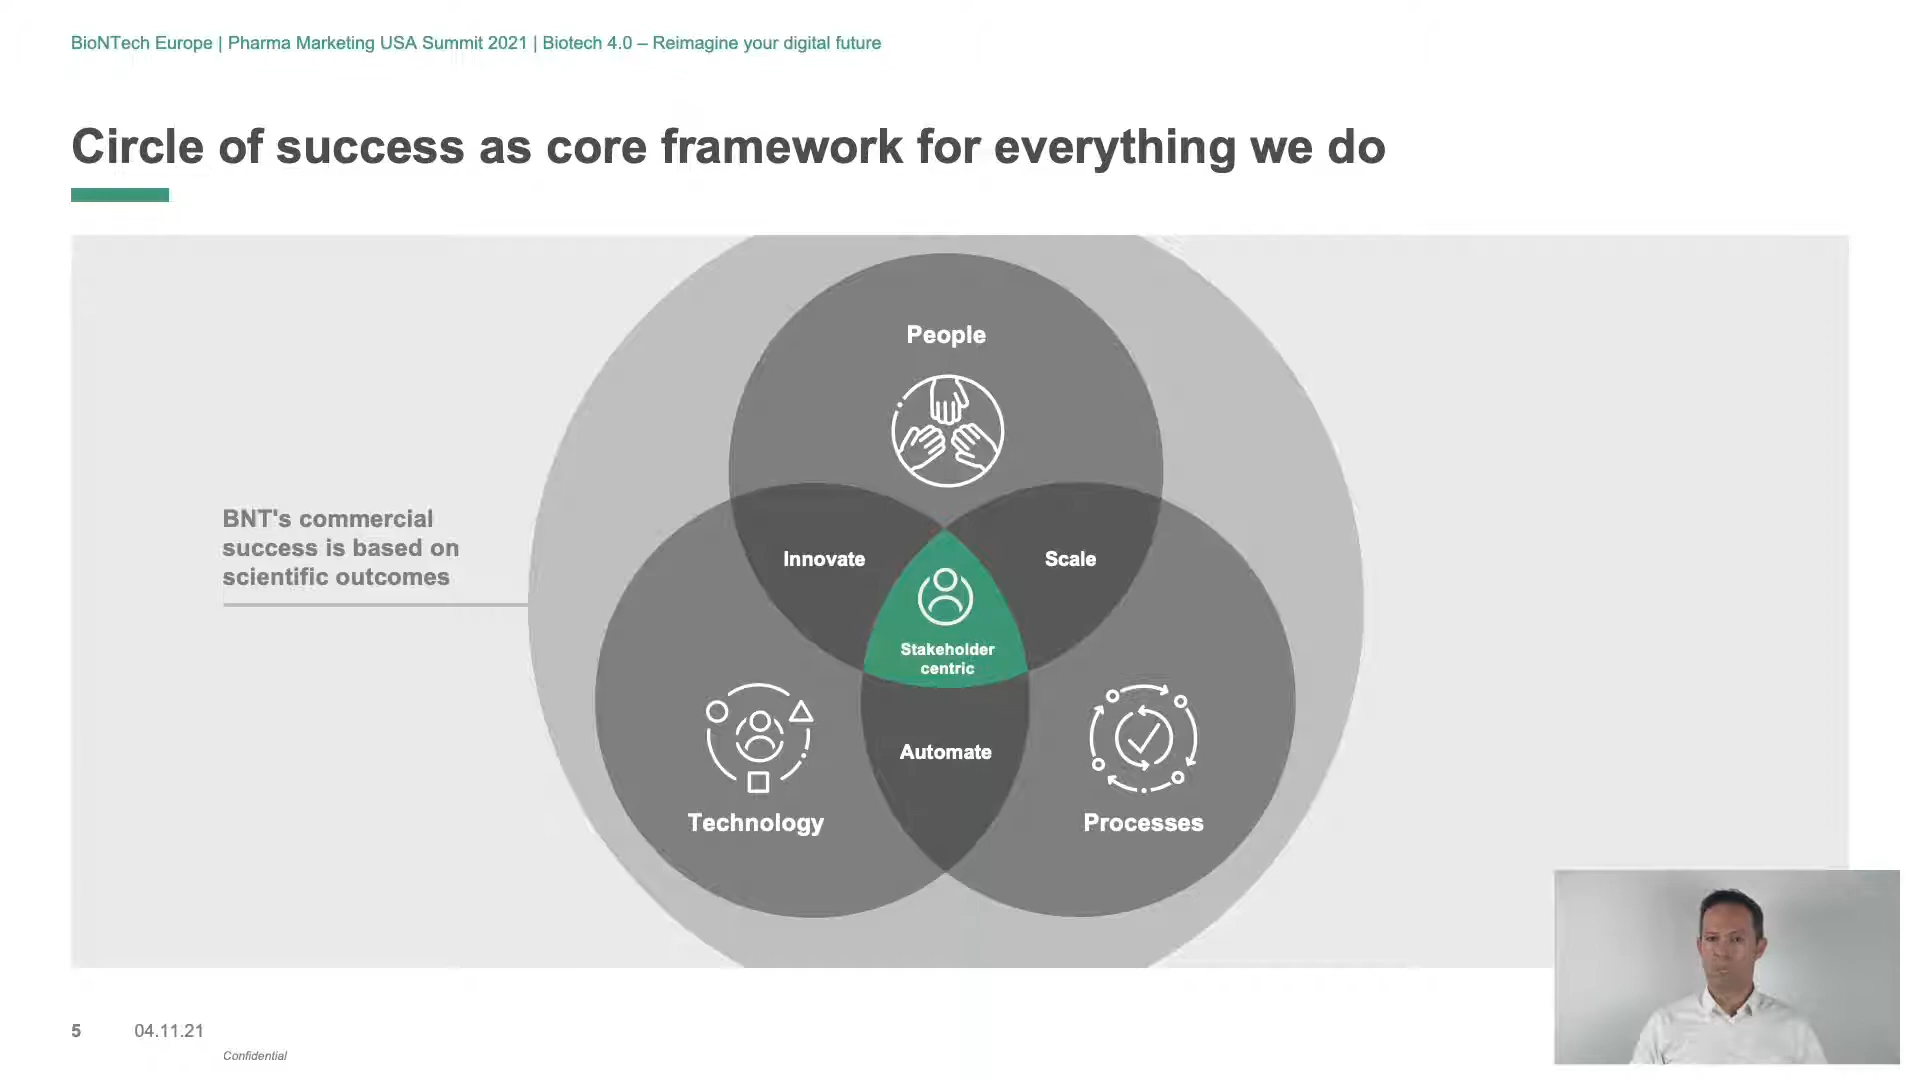 BioNTech Europe | Pharma Marketing USA Summit 2021 | Biotech 4.0 – Reimagine your digital future
Circle of success as core framework for everything we do
People
BNT's commercial
success is based on
scientific outcomes
Innovate
Scale
Stakeholder
centric
Automate
Technology
Processes
5
04.11.21
Confidential